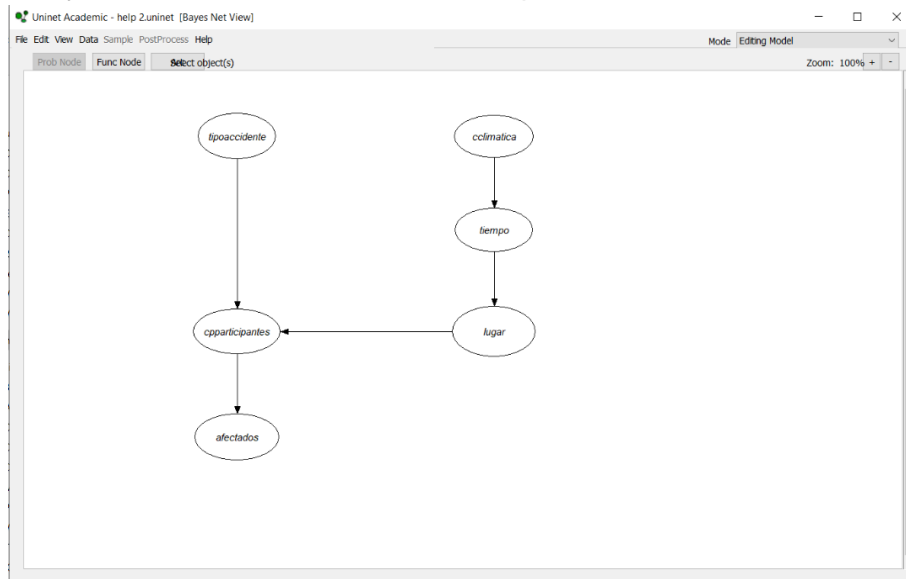 Uninet Academic - help 2.uninet [Bayes Net View]
File Edit View Data Sample PostProcess Help
Mode Editing Model
Prob Node Func Node Select object(s) Zoom: 100% + -
tipoaccidente cclimatica
tiempo
cpparticipantes lugar
afectados